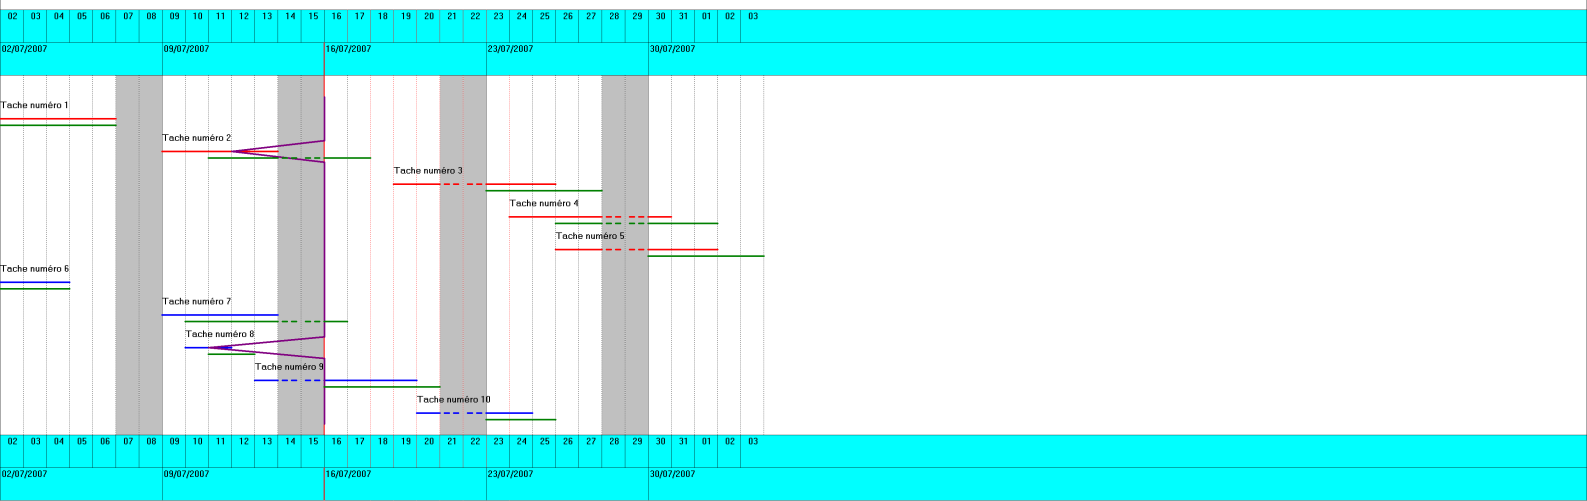 02 03 04 05 06 07 08 09 10 11 12 13 14 15 16 17 18 19 20 21 22 23 24 25 26 27 28 29 30 31 01 02 03
02/07/2007 09/07/2007 16/07/2007 23/07/2007 30/07/2007
Tache numéro 1
Tache numéro 2
Tache numéro 3
Tache numéro 4
Tache numéro 5
Tache numéro 6
Tache numéro 7
Tache numéro 8
Tache numéro 9
Tache numéro 10
02 03 04 05 06 07 08 09 10 11 12 13 14 15 16 17 18 19 20 21 22 23 24 25 26 27 28 29 30 31 01 02 03
02/07/2007 09/07/2007 16/07/2007 23/07/2007 30/07/2007